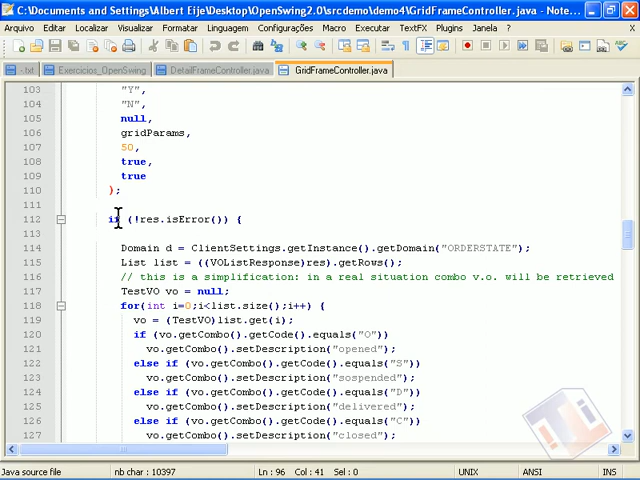 C:\Documents and Settings\Albert Eije\Desktop\OpenSwing2.0\srcdemo\demo4\GridFrameController.java - Note...
Arquivo Localizar Visualizar Formatar Linguagem Configurações Macro Executar TextFX Plugins Janela ?
-.txt Exercicios_OpenSwing DetailFrameController.java GridFrameController.java
103 "Y",
104 "N",
105 null,
106 gridParams,
107 50,
108 true,
109 true
110 );
111
112 if (!res.isError()) {
113
114 Domain d = ClientSettings.getInstance().getDomain("ORDERSTATE");
115 List list = ((VOListResponse)res).getRows();
116 // this is a simplification: in a real situation combo v.o. will be retrieved
117 TestVO vo = null;
118 for(int i=0;i<list.size();i++) {
119 vo = (TestVO)list.get(i);
120 if (vo.getCombo().getCode().equals("O"))
121 vo.getCombo().setDescription("opened");
122 else if (vo.getCombo().getCode().equals("S"))
123 vo.getCombo().setDescription("sospended");
124 else if (vo.getCombo().getCode().equals("D"))
125 vo.getCombo().setDescription("delivered");
126 else if (vo.getCombo().getCode().equals("C"))
127 vo.getCombo().setDescription("closed");
Java source file nb char : 10397 Ln : 96 Col : 41 Sel : 0 UNIX ANSI INS